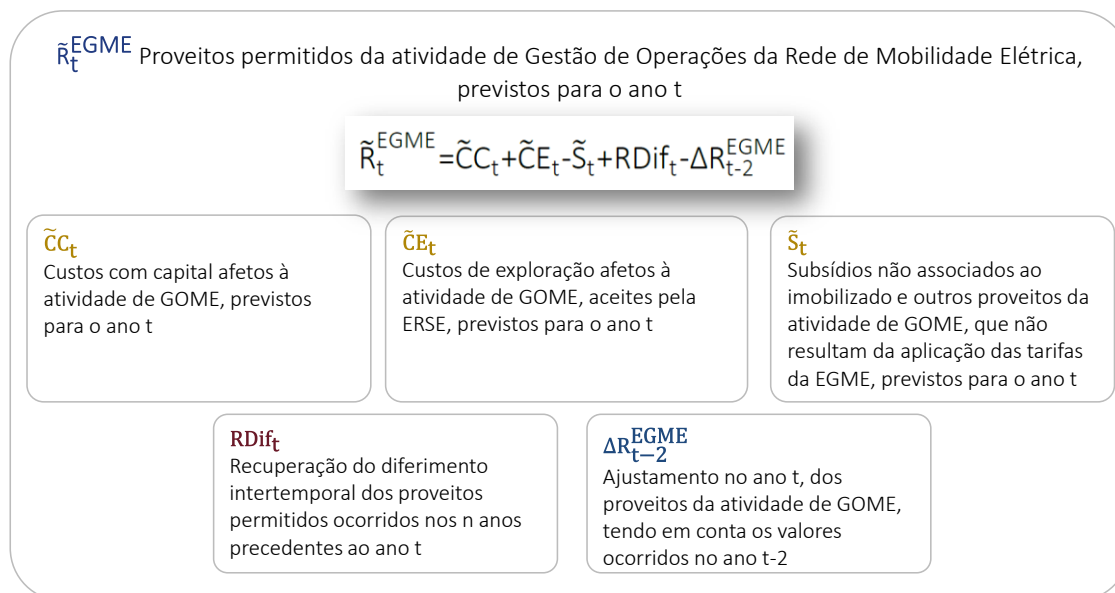 R̃ₜᴱᴳᴹᴱ Proveitos permitidos da atividade de Gestão de Operações da Rede de Mobilidade Elétrica,
previstos para o ano t
R̃ₜᴱᴳᴹᴱ=C̃Cₜ+C̃Eₜ-S̃ₜ+RDifₜ-ΔRₜ₋₂ᴱᴳᴹᴱ
C̃Cₜ
Custos com capital afetos à
atividade de GOME, previstos
para o ano t
C̃Eₜ
Custos de exploração afetos à
atividade de GOME, aceites pela
ERSE, previstos para o ano t
S̃ₜ
Subsídios não associados ao
imobilizado e outros proveitos da
atividade de GOME, que não
resultam da aplicação das tarifas
da EGME, previstos para o ano t
RDifₜ
Recuperação do diferimento
intertemporal dos proveitos
permitidos ocorridos nos n anos
precedentes ao ano t
ΔRₜ₋₂ᴱᴳᴹᴱ
Ajustamento no ano t, dos
proveitos da atividade de GOME,
tendo em conta os valores
ocorridos no ano t-2